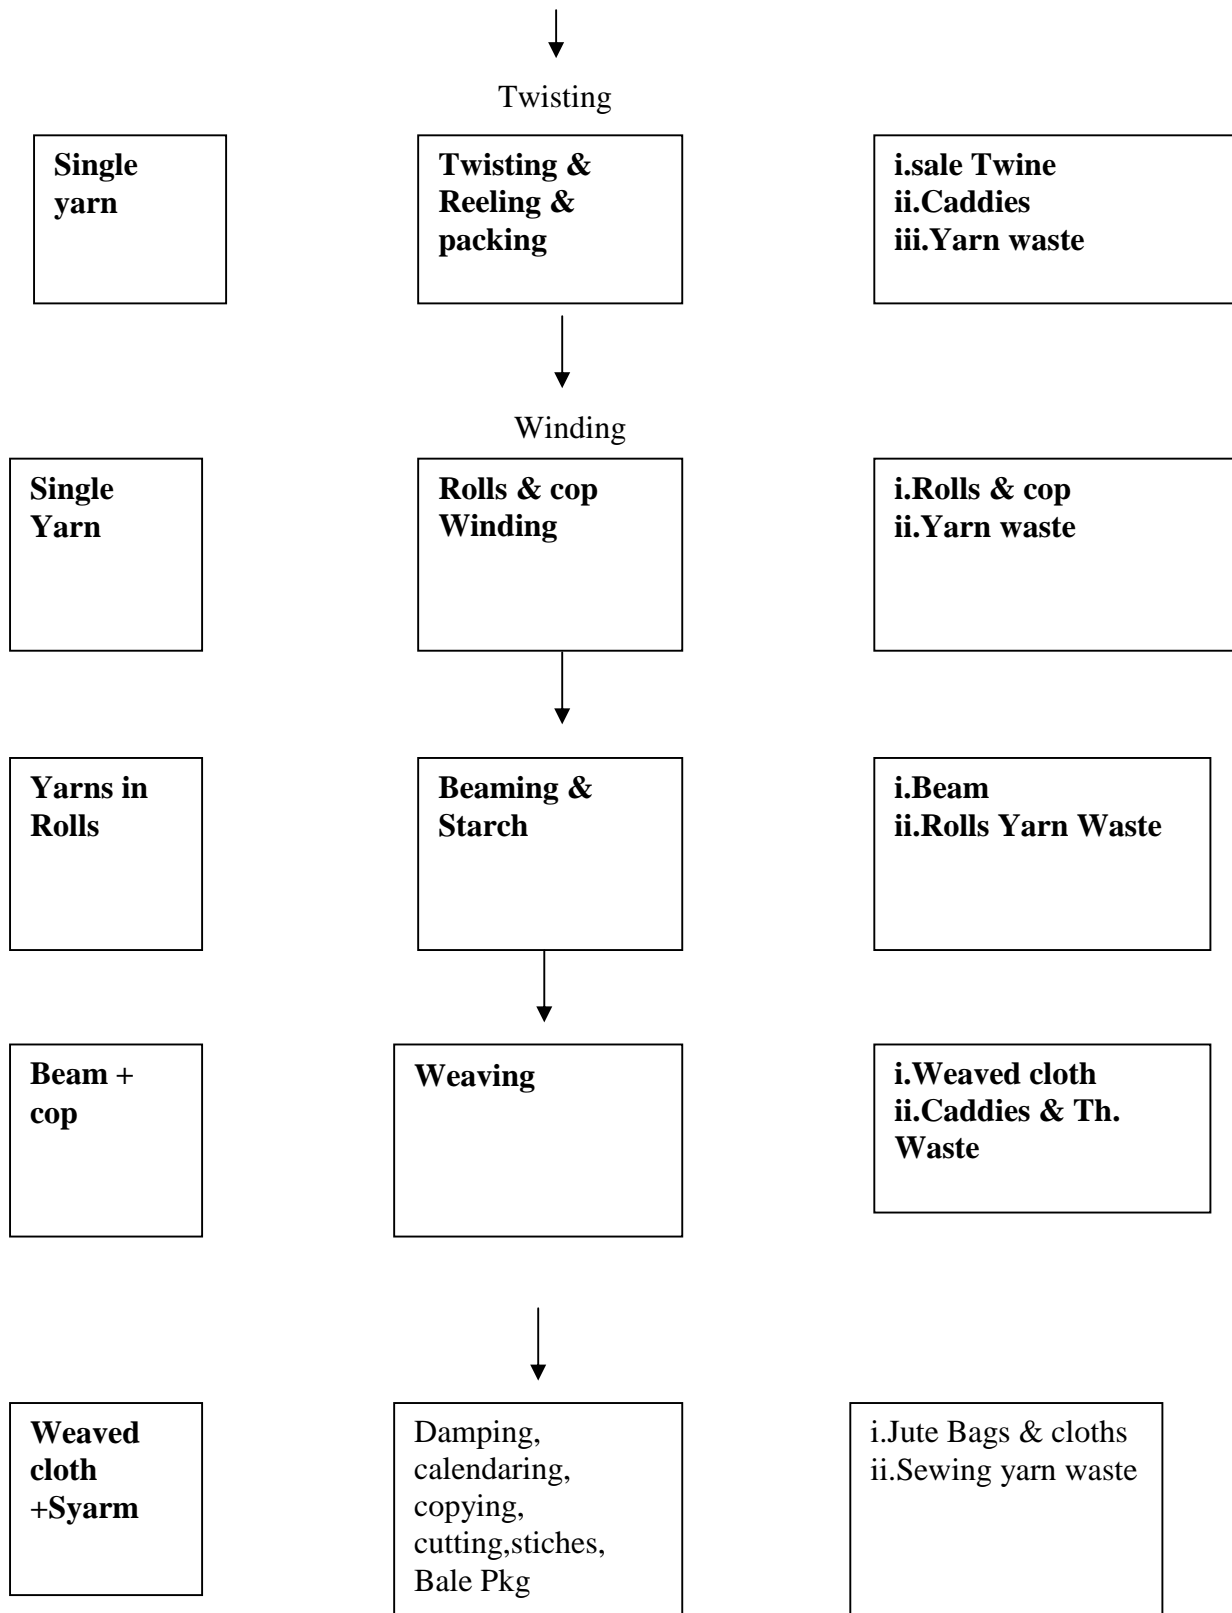 Twisting
Single
yarn
Twisting &
Reeling &
packing
i.sale Twine
ii.Caddies
iii.Yarn waste
Winding
Single
Yarn
Rolls & cop
Winding
i.Rolls & cop
ii.Yarn waste
Yarns in
Rolls
Beaming &
Starch
i.Beam
ii.Rolls Yarn Waste
Beam +
cop
Weaving
i.Weaved cloth
ii.Caddies & Th.
Waste
Weaved
cloth
+Syarm
Damping,
calendaring,
copying,
cutting,stiches,
Bale Pkg
i.Jute Bags & cloths
ii.Sewing yarn waste